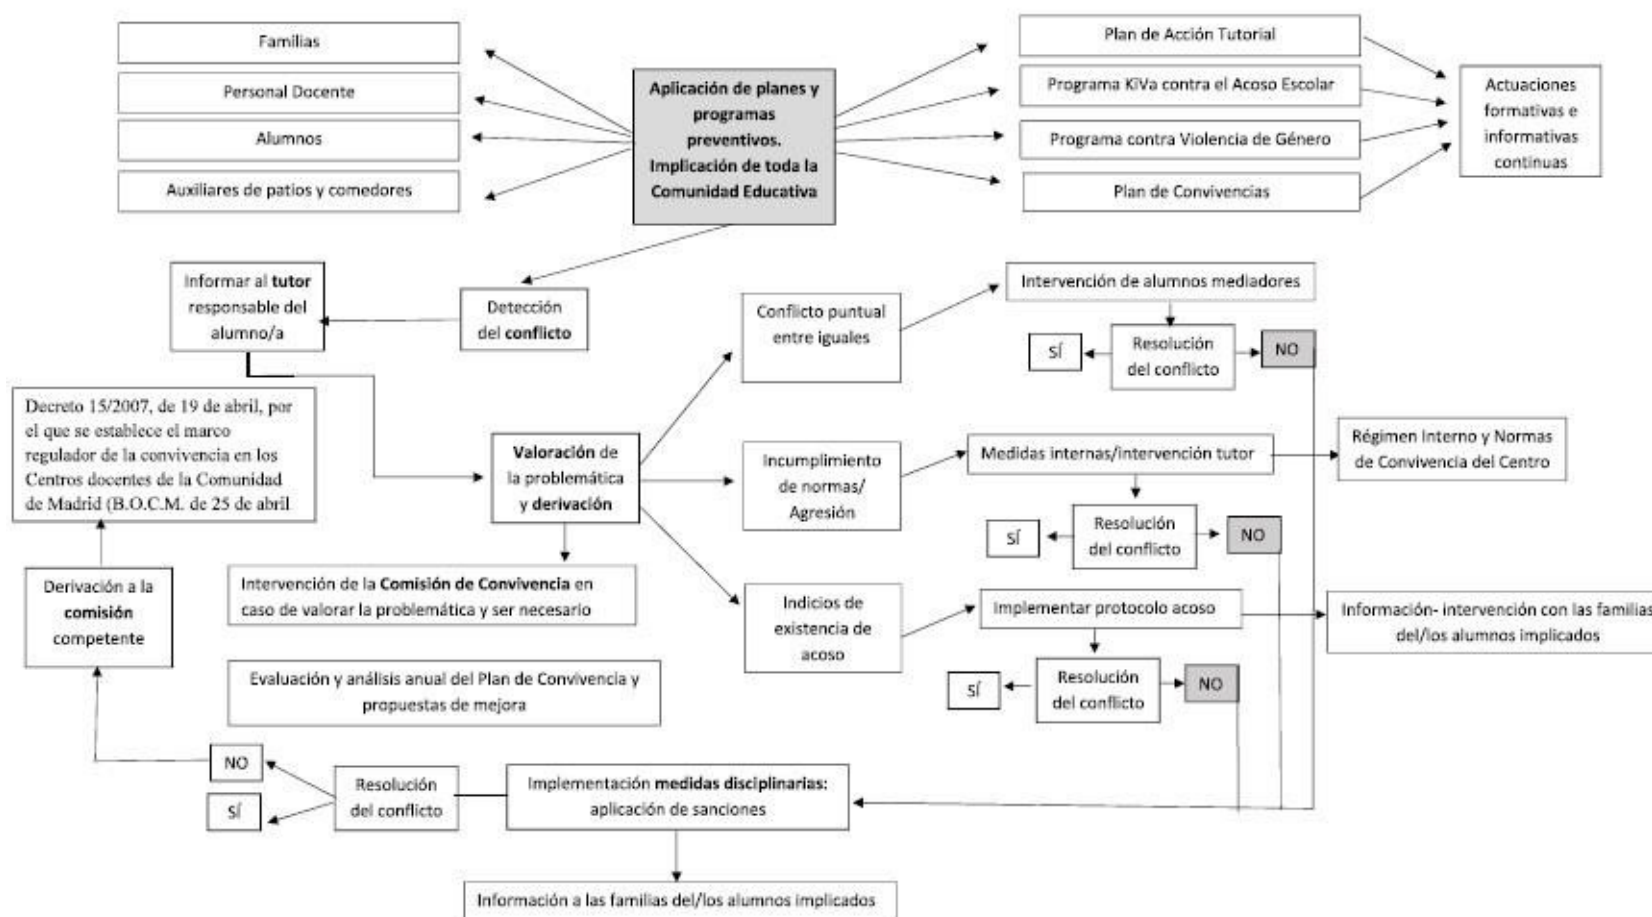 Familias
Personal Docente
Alumnos
Auxiliares de patios y comedores
Aplicación de planes y
programas
preventivos.
Implicación de toda la
Comunidad Educativa
Plan de Acción Tutorial
Programa KiVa contra el Acoso Escolar
Programa contra Violencia de Género
Plan de Convivencias
Actuaciones
formativas e
informativas
continuas
Informar al tutor
responsable del
alumno/a
Detección
del conflicto
Conflicto puntual
entre iguales
Intervención de alumnos mediadores
SÍ
Resolución
del conflicto
NO
Decreto 15/2007, de 19 de abril, por
el que se establece el marco
regulador de la convivencia en los
Centros docentes de la Comunidad
de Madrid (B.O.C.M. de 25 de abril
Valoración de
la problemática
y derivación
Incumplimiento
de normas/
Agresión
Medidas internas/intervención tutor
Régimen Interno y Normas
de Convivencia del Centro
SÍ
Resolución
del conflicto
NO
Derivación a la
comisión
competente
Intervención de la Comisión de Convivencia en
caso de valorar la problemática y ser necesario
Indicios de
existencia de
acoso
Implementar protocolo acoso
Información- intervención con las familias
del/los alumnos implicados
SÍ
Resolución
del conflicto
NO
Evaluación y análisis anual del Plan de Convivencia y
propuestas de mejora
NO
SÍ
Resolución
del conflicto
Implementación medidas disciplinarias:
aplicación de sanciones
Información a las familias del/los alumnos implicados